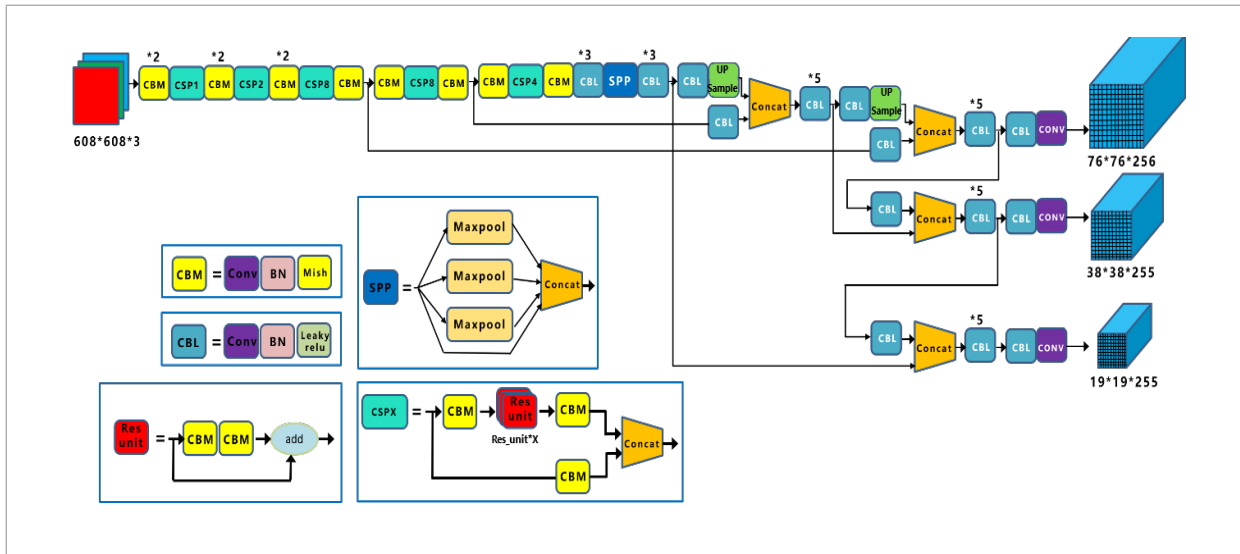 *2 *2 *2 *3 *3
CBM CSP1 CBM CSP2 CBM CSP8 CBM CBM CSP8 CBM CBM CSP4 CBM CBL SPP CBL CBL UP Sample
608*608*3
CBL Concat *5 CBL CBL UP Sample
CBL Concat *5 CBL CBL CONV
76*76*256
CBL Concat *5 CBL CBL CONV
38*38*255
CBL Concat *5 CBL CBL CONV
19*19*255
CBM = Conv BN Mish
CBL = Conv BN Leaky relu
SPP = Maxpool Maxpool Maxpool Concat
Res unit = CBM CBM add
CSPX = CBM Res unit CBM
Res_unit*X
CBM Concat